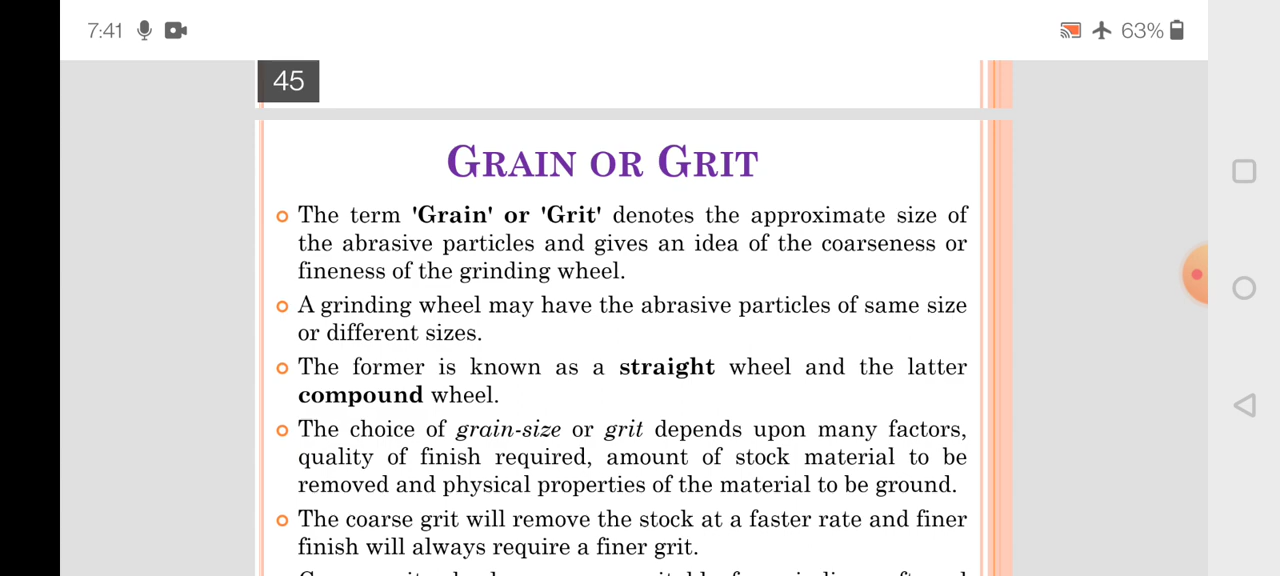 7:41
63%
45
GRAIN OR GRIT
The term 'Grain' or 'Grit' denotes the approximate size of
the abrasive particles and gives an idea of the coarseness or
fineness of the grinding wheel.
A grinding wheel may have the abrasive particles of same size
or different sizes.
The former is known as a straight wheel and the latter
compound wheel.
The choice of grain-size or grit depends upon many factors,
quality of finish required, amount of stock material to be
removed and physical properties of the material to be ground.
The coarse grit will remove the stock at a faster rate and finer
finish will always require a finer grit.